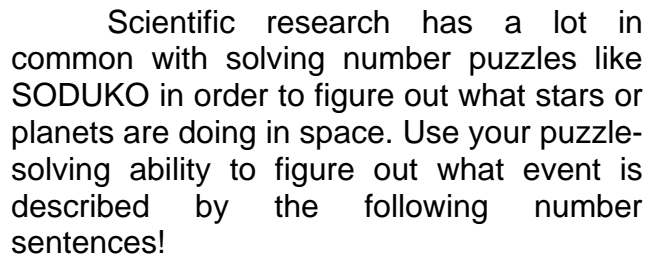 Scientific research has a lot in
common with solving number puzzles like
SODUKO in order to figure out what stars or
planets are doing in space. Use your puzzle-
solving ability to figure out what event is
described by the following number
sentences!